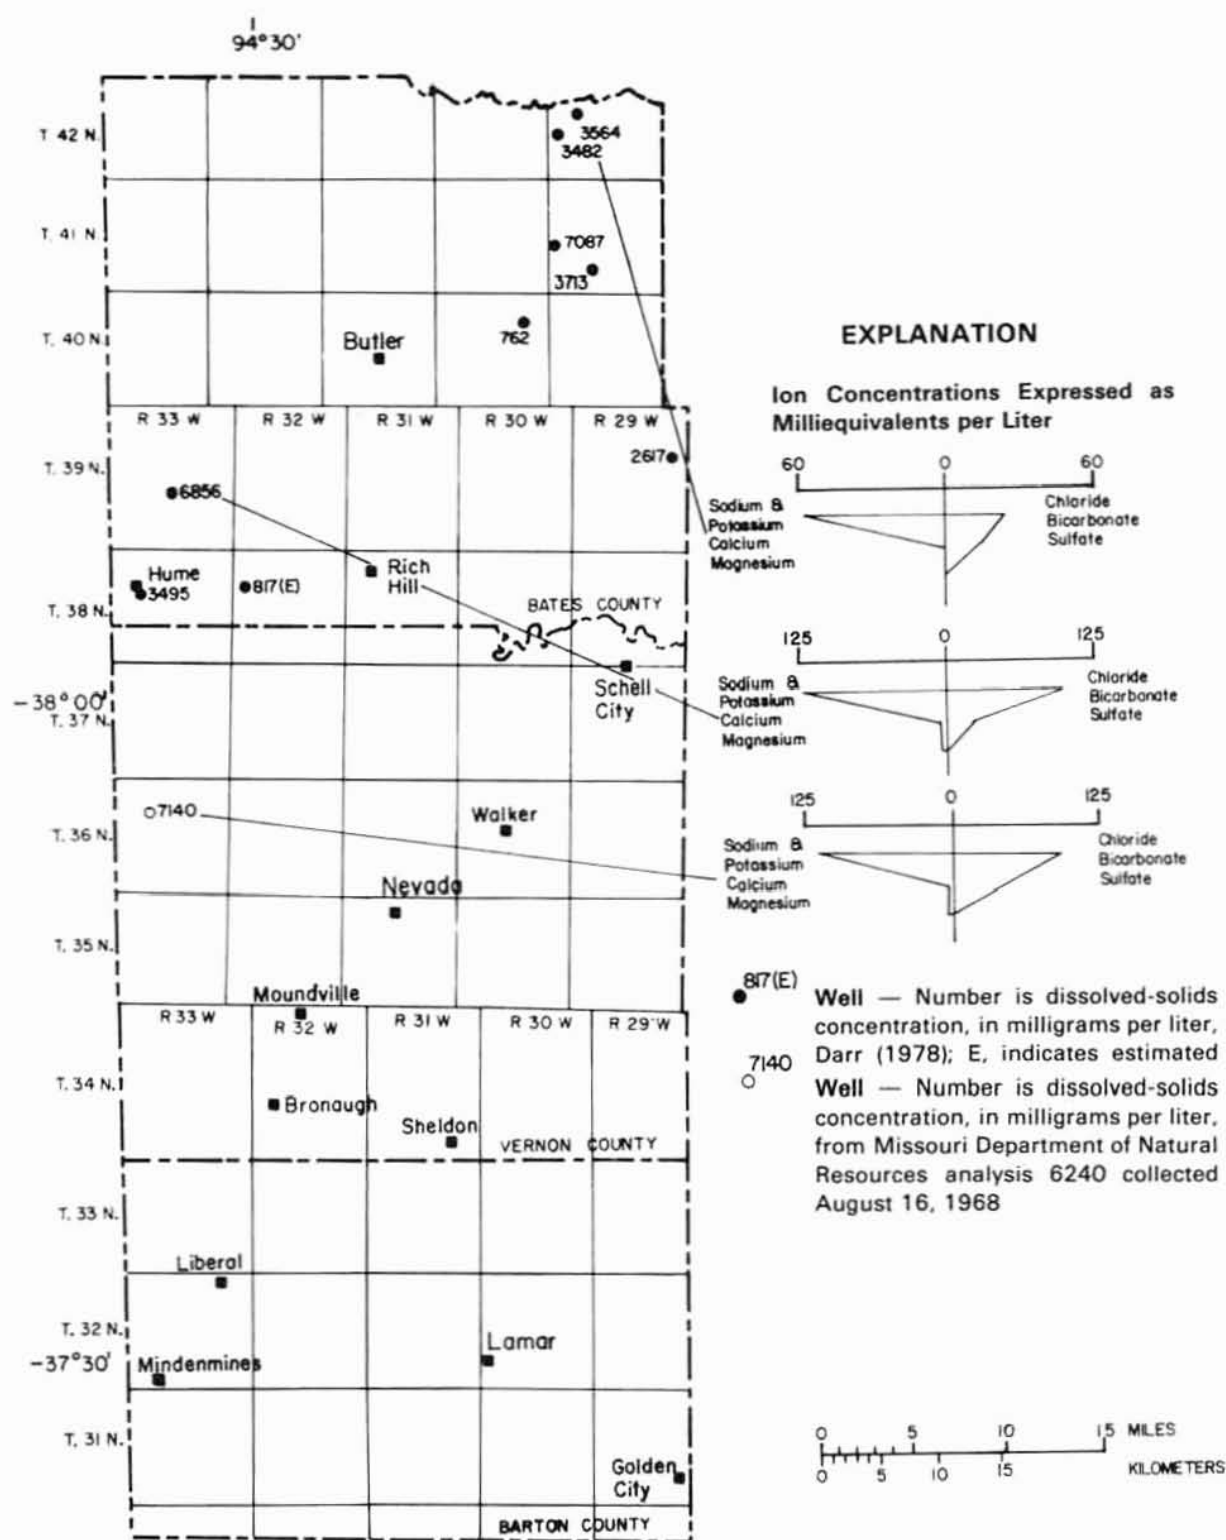 94°30'
T. 42 N.
3564
3482
T. 41 N.
7087
3713
T. 40 N.
762
Butler
R 33 W
R 32 W
R 31 W
R 30 W
R 29 W
T. 39 N.
2617
6856
Hume
3495
817(E)
Rich
Hill
T. 38 N.
BATES COUNTY
Schell
City
-38°00'
T. 37 N.
7140
T. 36 N.
Walker
Nevada
T. 35 N.
Moundville
R 33 W
R 32 W
R 31 W
R 30 W
R 29 W
T. 34 N.
Bronaugh
Sheldon
VERNON COUNTY
T. 33 N.
Liberal
T. 32 N.
-37°30'
Mindenmines
Lamar
T. 31 N.
Golden
City
BARTON COUNTY
EXPLANATION
Ion Concentrations Expressed as
Milliequivalents per Liter
60 0 60
Sodium &
Potassium
Calcium
Magnesium
Chloride
Bicarbonate
Sulfate
125 0 125
Sodium &
Potassium
Calcium
Magnesium
Chloride
Bicarbonate
Sulfate
125 0 125
Sodium &
Potassium
Calcium
Magnesium
Chloride
Bicarbonate
Sulfate
817(E)
Well — Number is dissolved-solids
concentration, in milligrams per liter,
Darr (1978); E, indicates estimated
7140
Well — Number is dissolved-solids
concentration, in milligrams per liter,
from Missouri Department of Natural
Resources analysis 6240 collected
August 16, 1968
0 5 10 15 MILES
0 5 10 15 KILOMETERS